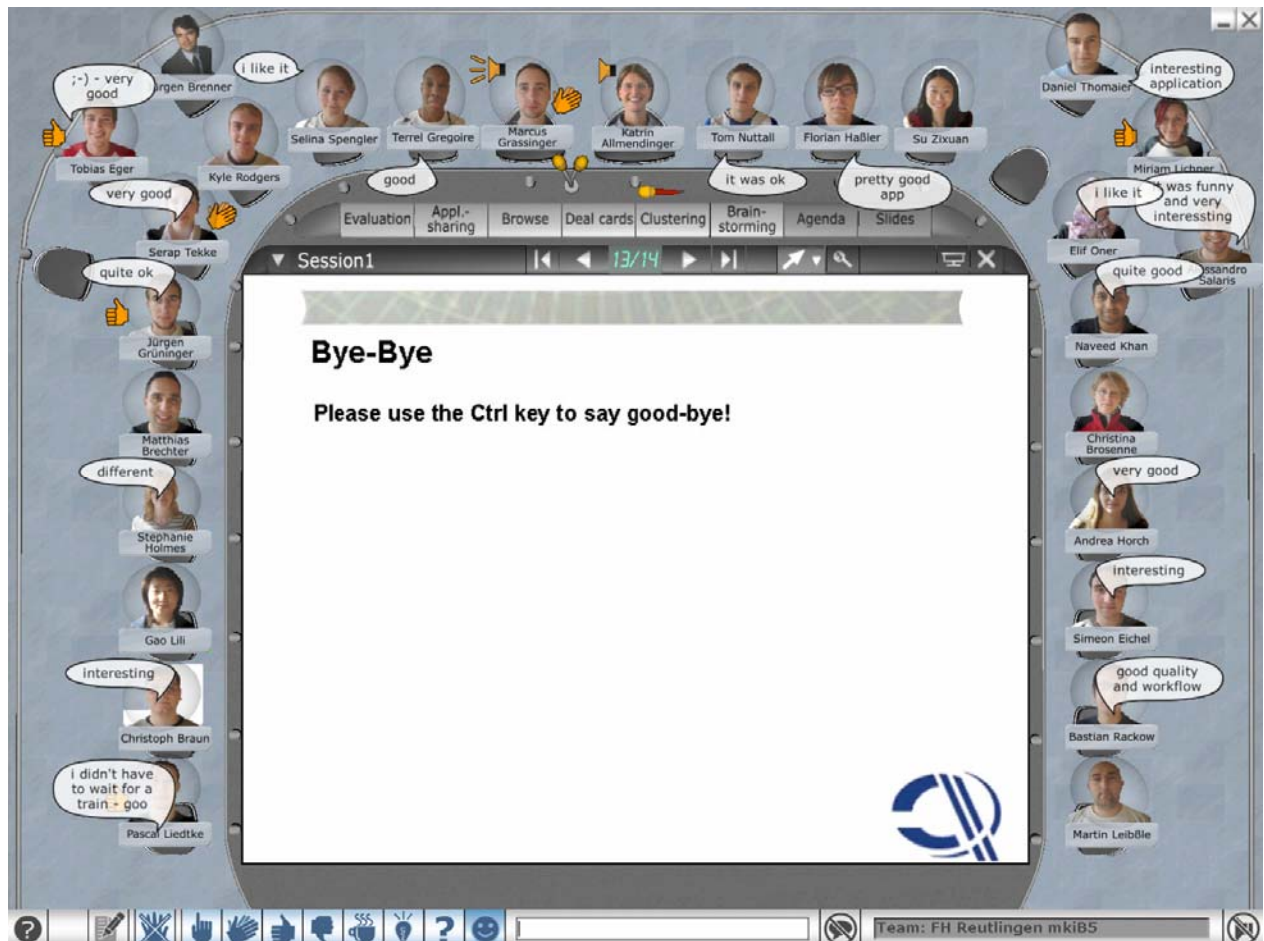 ;-) - very
good
Jürgen Brenner
i like it
Tobias Eger
Kyle Rodgers
Selina Spengler
Terrel Gregoire
Marcus
Grassinger
Katrin
Allmendinger
Tom Nuttall
Florian Haßler
Su Zixuan
Daniel Thomaier
interesting
application
Miriam Lichner
good
it was ok
pretty good
app
very good
Serap Tekke
i like it
it was funny
and very
interessting
Elif Oner
Alessandro
Salaris
Evaluation
Appl.-
sharing
Browse
Deal cards
Clustering
Brain-
storming
Agenda
Slides
Session1
13/14
Bye-Bye
Please use the Ctrl key to say good-bye!
quite ok
Jürgen
Grüninger
Matthias
Brechter
different
Stephanie
Holmes
Gao Lili
interesting
Christoph Braun
i didn't have
to wait for a
train - goo
Pascal Liedtke
quite good
Naveed Khan
Christina
Brosenne
very good
Andrea Horch
interesting
Simeon Eichel
good quality
and workflow
Bastian Rackow
Martin Leibßle
?
?
Team: FH Reutlingen mkiB5